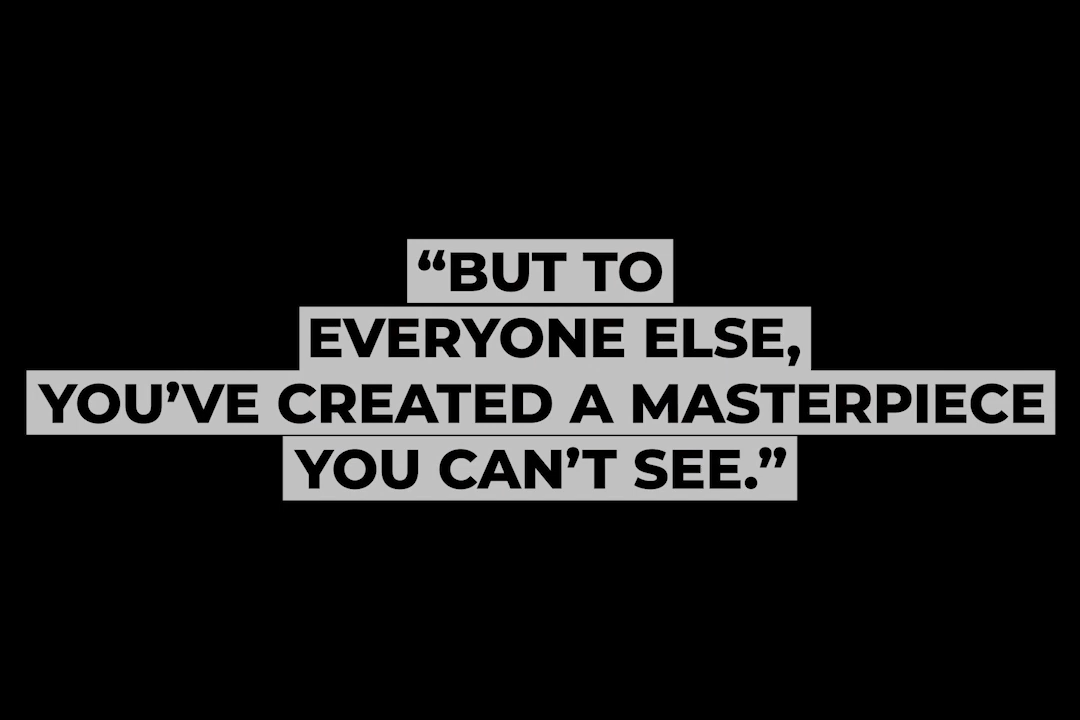 “BUT TO
EVERYONE ELSE,
YOU’VE CREATED A MASTERPIECE
YOU CAN’T SEE.”